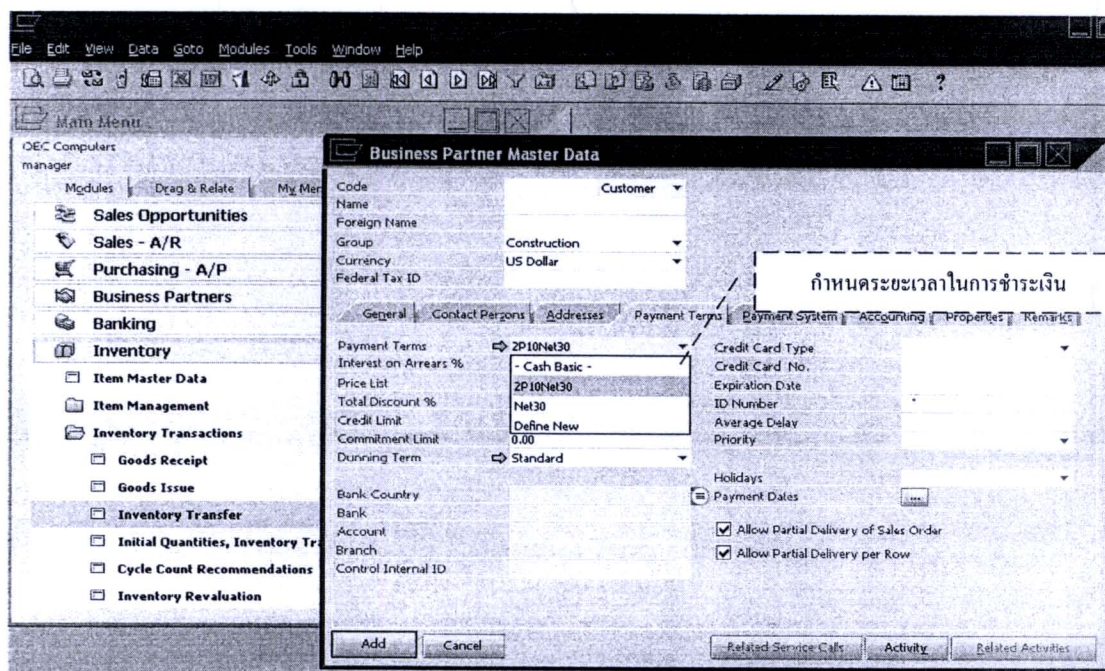 File Edit View Data Goto Modules Tools Window Help
?
Main Menu
OEC Computers
manager
Modules Drag & Relate My Men
Sales Opportunities
Sales - A/R
Purchasing - A/P
Business Partners
Banking
Inventory
Item Master Data
Item Management
Inventory Transactions
Goods Receipt
Goods Issue
Inventory Transfer
Initial Quantities, Inventory Tr
Cycle Count Recommendations
Inventory Revaluation
Business Partner Master Data
Code Customer
Name
Foreign Name
Group Construction
Currency US Dollar
Federal Tax ID
กำหนดระยะเวลาในการชำระเงิน
General Contact Persons Addresses Payment Terms Payment System Accounting Properties Remarks
Payment Terms 2P10Net30
Interest on Arrears % - Cash Basic -
Price List 2P10Net30
Total Discount % Net30
Credit Limit Define New
Commitment Limit 0.00
Dunning Term Standard
Bank Country
Bank
Account
Branch
Control Internal ID
Credit Card Type
Credit Card No.
Expiration Date
ID Number
Average Delay
Priority
Holidays
Payment Dates ...
Allow Partial Delivery of Sales Order
Allow Partial Delivery per Row
Add Cancel Related Service Calls Activity Related Activities